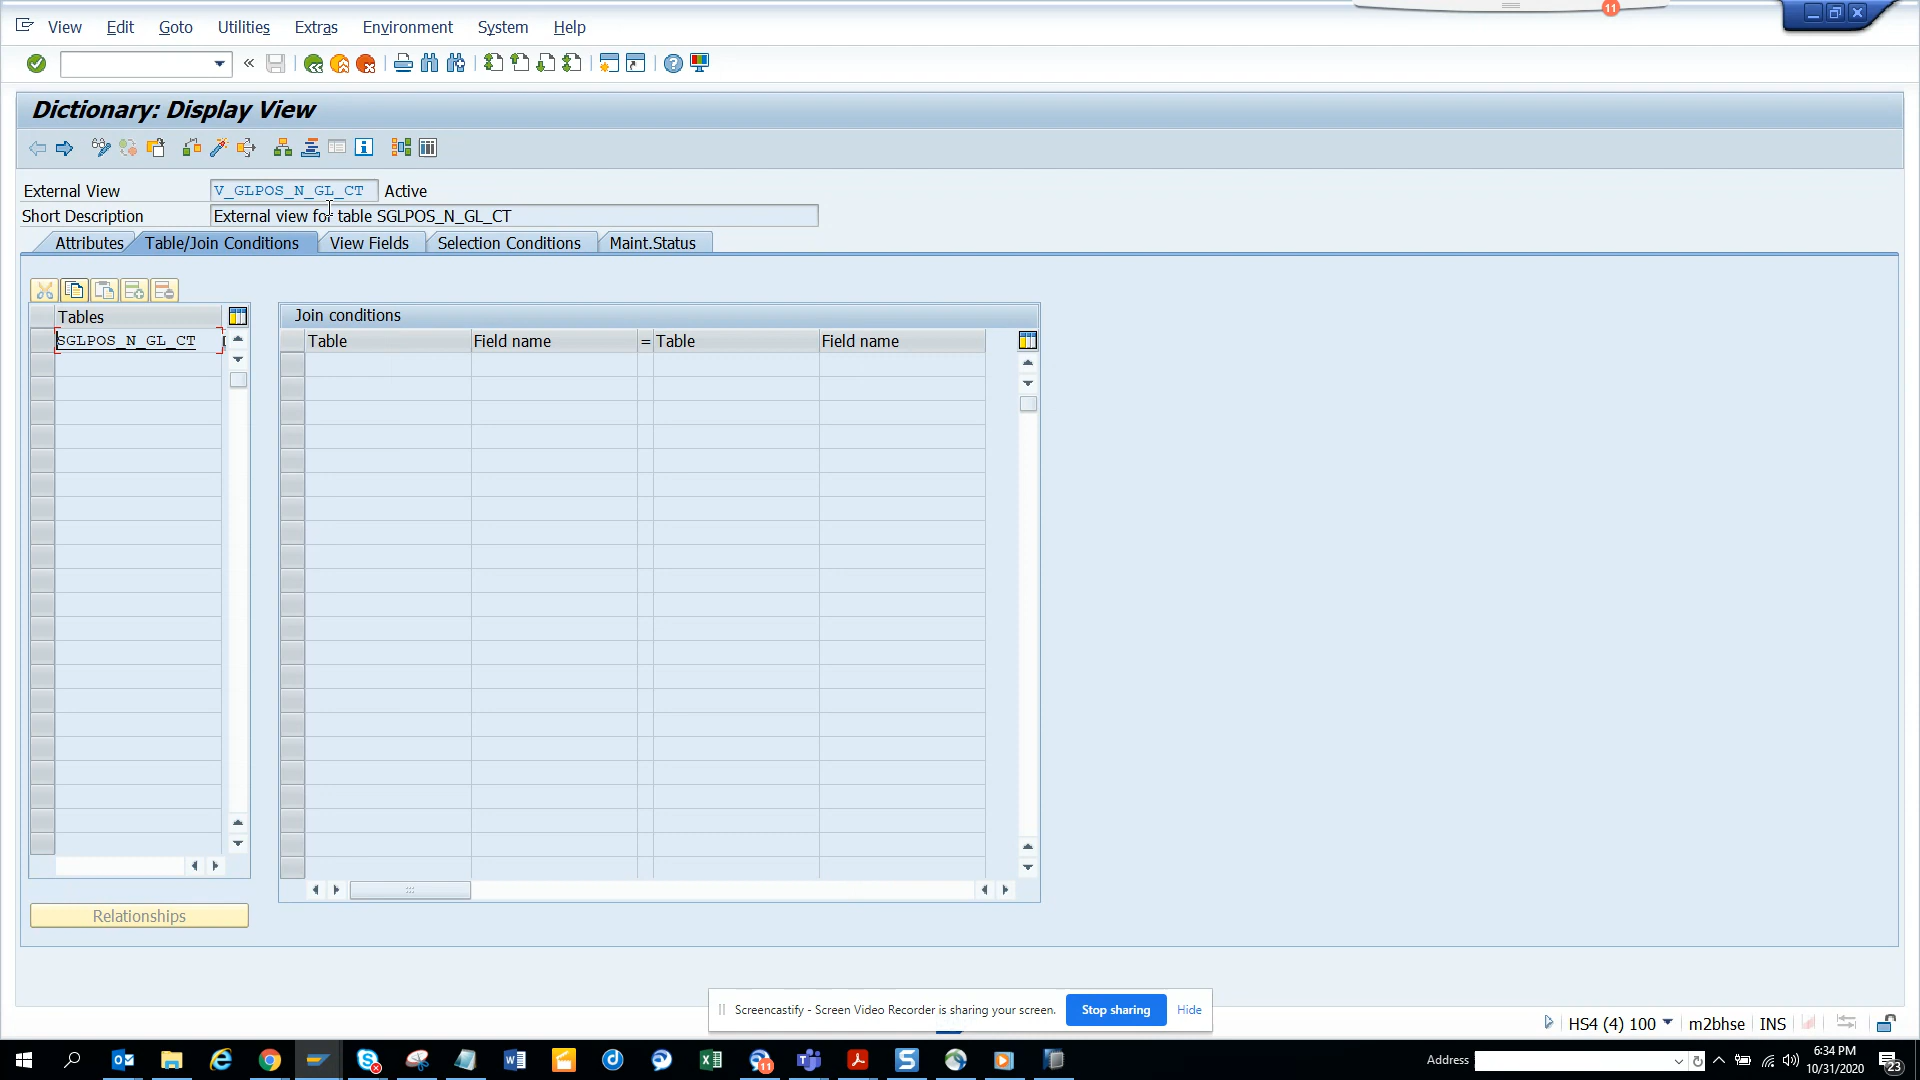 11
View Edit Goto Utilities Extras Environment System Help
Dictionary: Display View
External View V_GLPOS_N_GL_CT Active
Short Description External view for table SGLPOS_N_GL_CT
Attributes Table/Join Conditions View Fields Selection Conditions Maint.Status
Tables
SGLPOS_N_GL_CT
Join conditions
Table Field name = Table Field name
Relationships
Screencastify - Screen Video Recorder is sharing your screen. Stop sharing Hide
HS4 (4) 100 m2bhse INS
11
Address
6:34 PM
10/31/2020
23